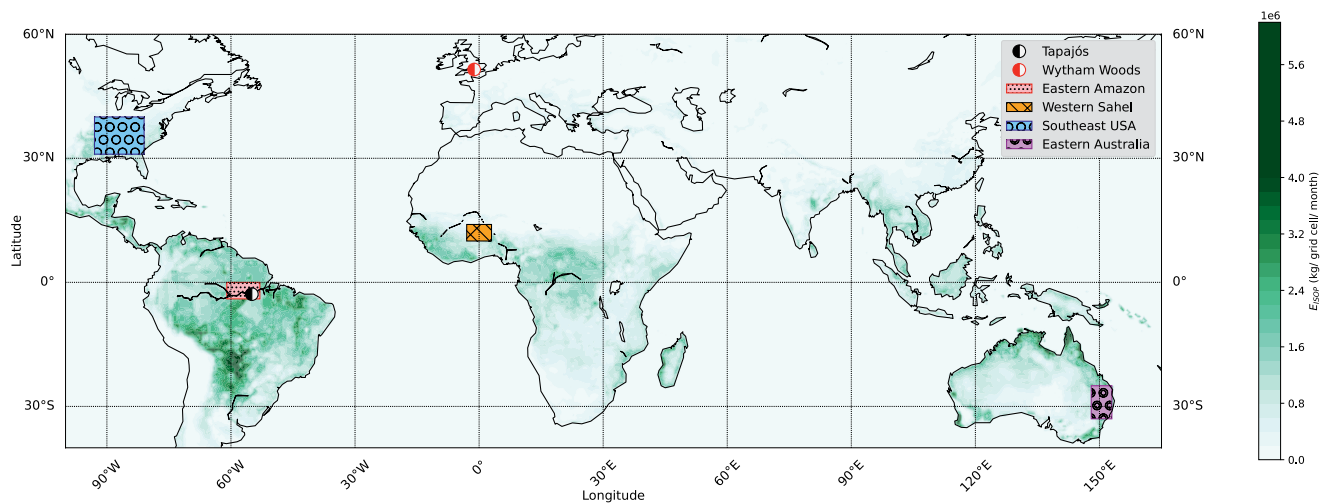 1e6
60°N
60°N
Tapajós
Wytham Woods
Eastern Amazon
Western Sahel
Southeast USA
Eastern Australia
5.6
4.8
30°N
30°N
4.0
Latitude
3.2
E_ISOP (kg/ grid cell/ month)
0°
0°
2.4
1.6
30°S
30°S
0.8
0.0
90°W
60°W
30°W
0°
30°E
60°E
90°E
120°E
150°E
Longitude